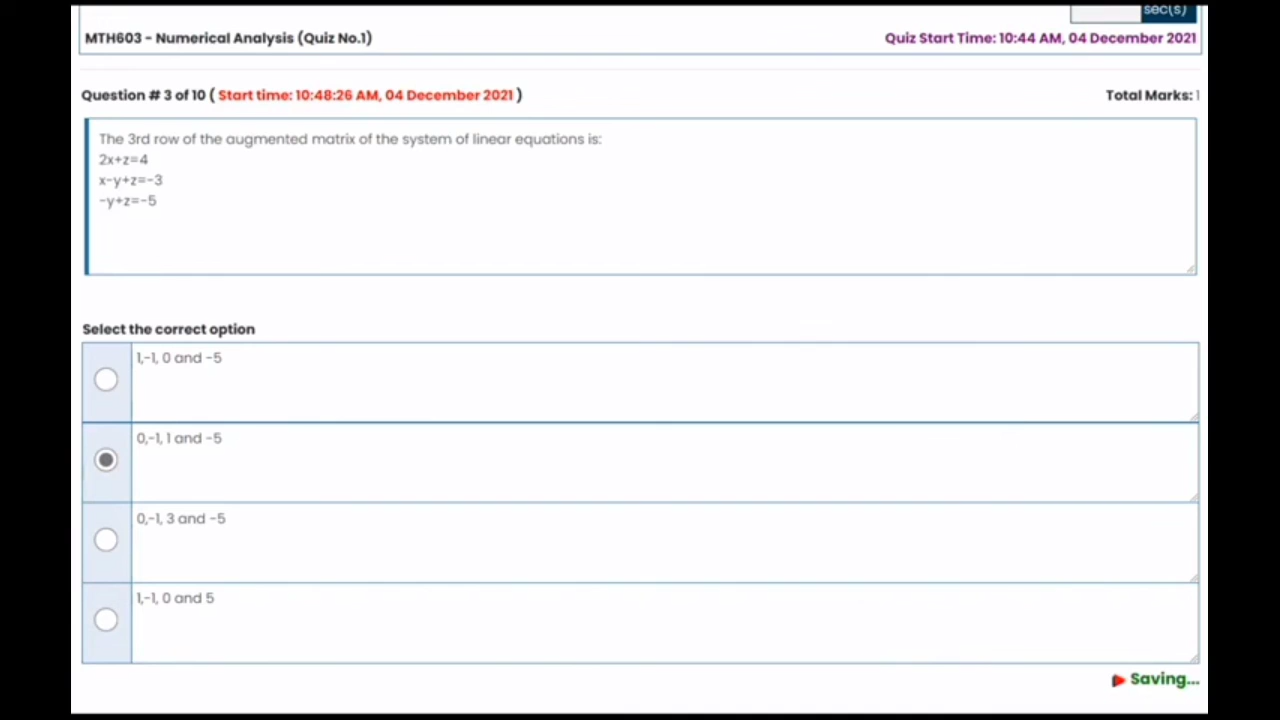 sec(s)
MTH603 - Numerical Analysis (Quiz No.1)
Quiz Start Time: 10:44 AM, 04 December 2021
Question # 3 of 10 ( Start time: 10:48:26 AM, 04 December 2021 )
Total Marks: 1
The 3rd row of the augmented matrix of the system of linear equations is:
2x+z=4
x-y+z=-3
-y+z=-5
Select the correct option
1,-1, 0 and -5
0,-1, 1 and -5
0,-1, 3 and -5
1,-1, 0 and 5
Saving...